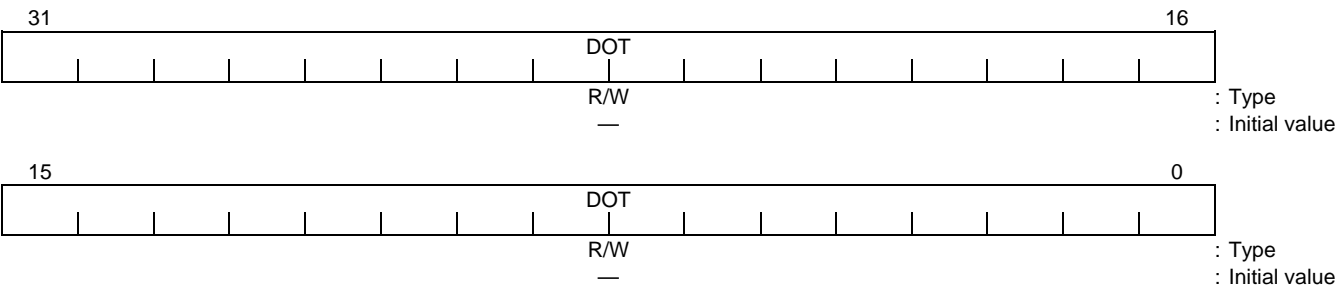 31 16
DOT
R/W : Type
— : Initial value
15 0
DOT
R/W : Type
— : Initial value